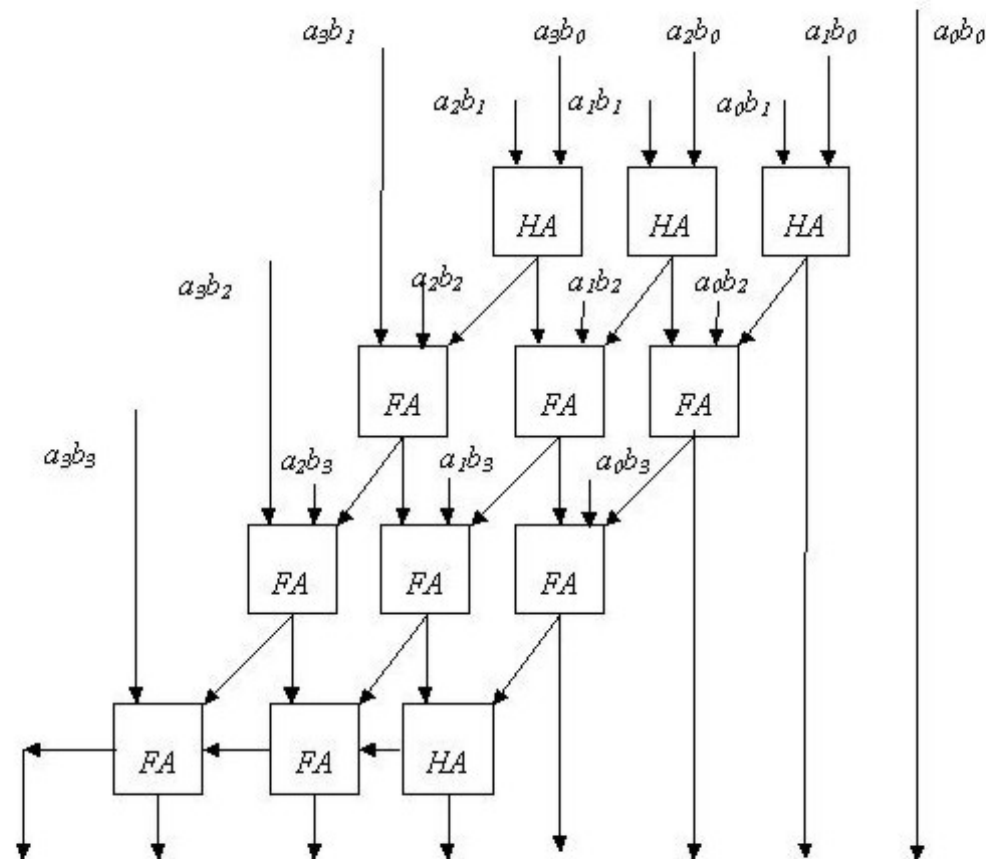 a₃b₁ a₃b₀ a₂b₀ a₁b₀ a₀b₀
a₂b₁ a₁b₁ a₀b₁
HA HA HA
a₃b₂ a₂b₂ a₁b₂ a₀b₂
FA FA FA
a₃b₃ a₂b₃ a₁b₃ a₀b₃
FA FA FA
FA FA HA